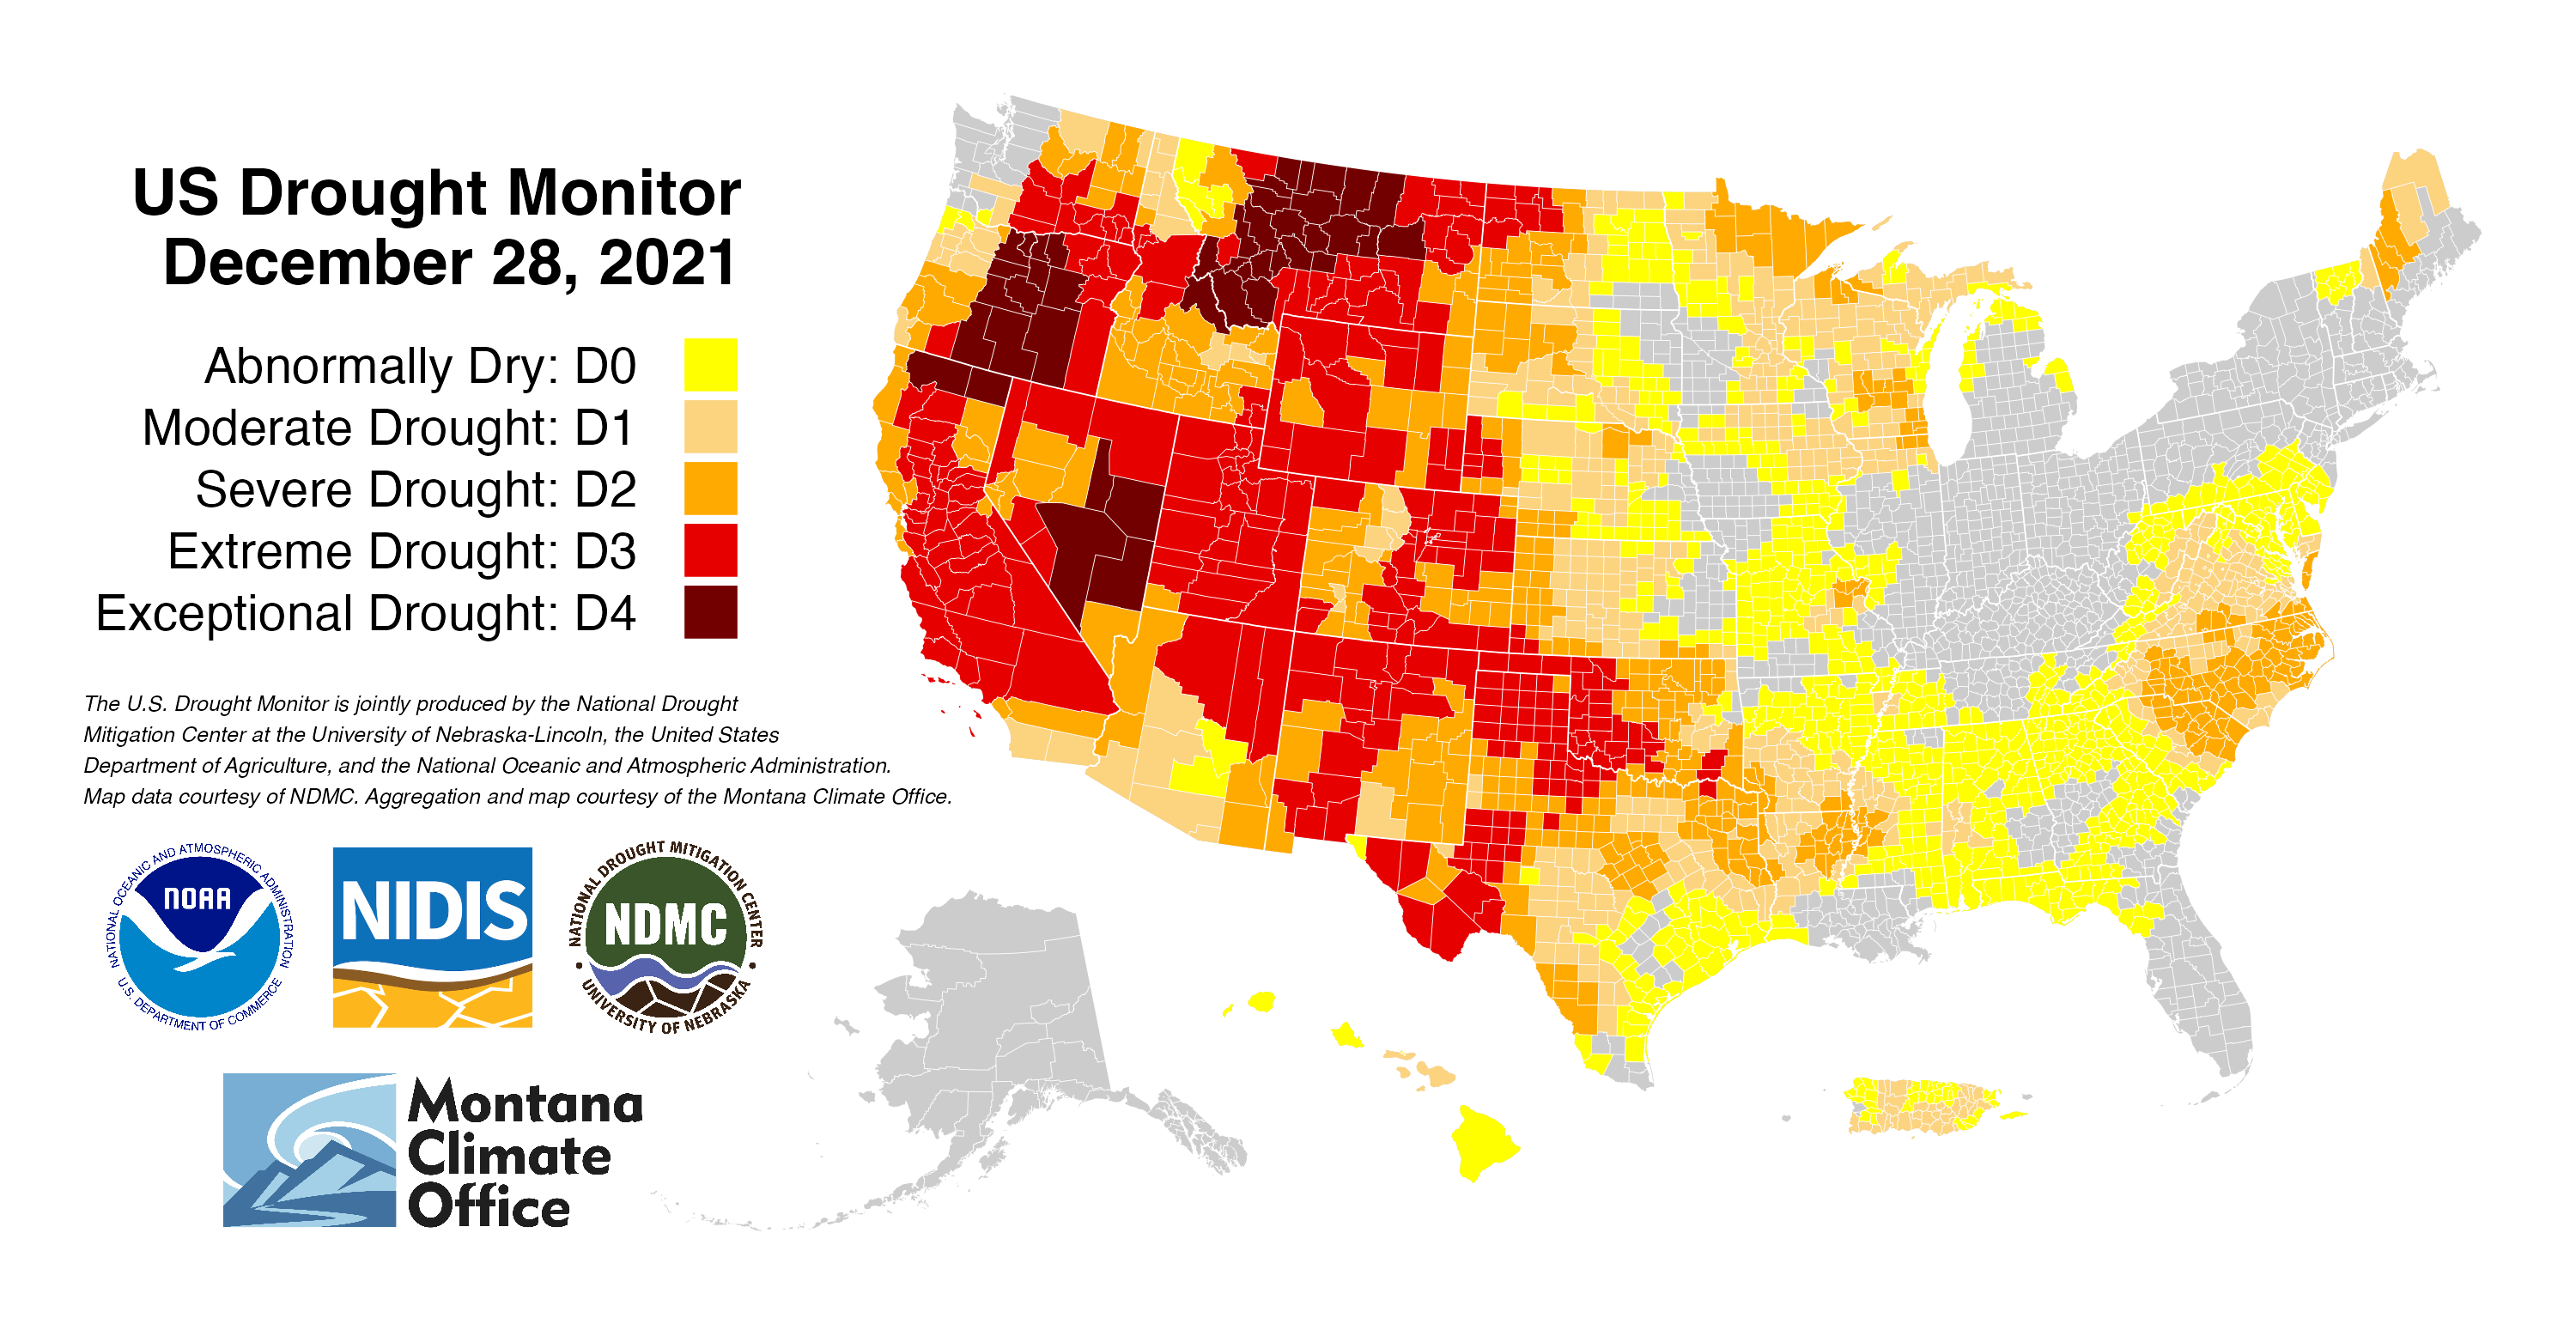 US Drought Monitor
December 28, 2021
Abnormally Dry: D0
Moderate Drought: D1
Severe Drought: D2
Extreme Drought: D3
Exceptional Drought: D4
The U.S. Drought Monitor is jointly produced by the National Drought
Mitigation Center at the University of Nebraska-Lincoln, the United States
Department of Agriculture, and the National Oceanic and Atmospheric Administration.
Map data courtesy of NDMC. Aggregation and map courtesy of the Montana Climate Office.
NATIONAL OCEANIC AND ATMOSPHERIC ADMINISTRATION
NOAA
U.S. DEPARTMENT OF COMMERCE
NIDIS
NATIONAL DROUGHT MITIGATION CENTER
NDMC
UNIVERSITY OF NEBRASKA
Montana
Climate
Office